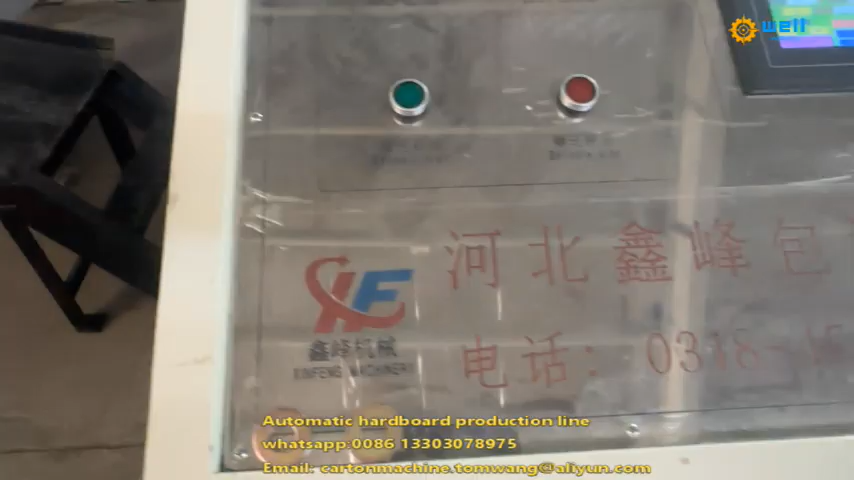 well
河北鑫峰包
鑫峰机械
XINFENG MACHINERY
电话: 0318-
Automatic hardboard production line
whatsapp:0086 13303078975
Email: cartonmachine.tomwang@aliyun.com